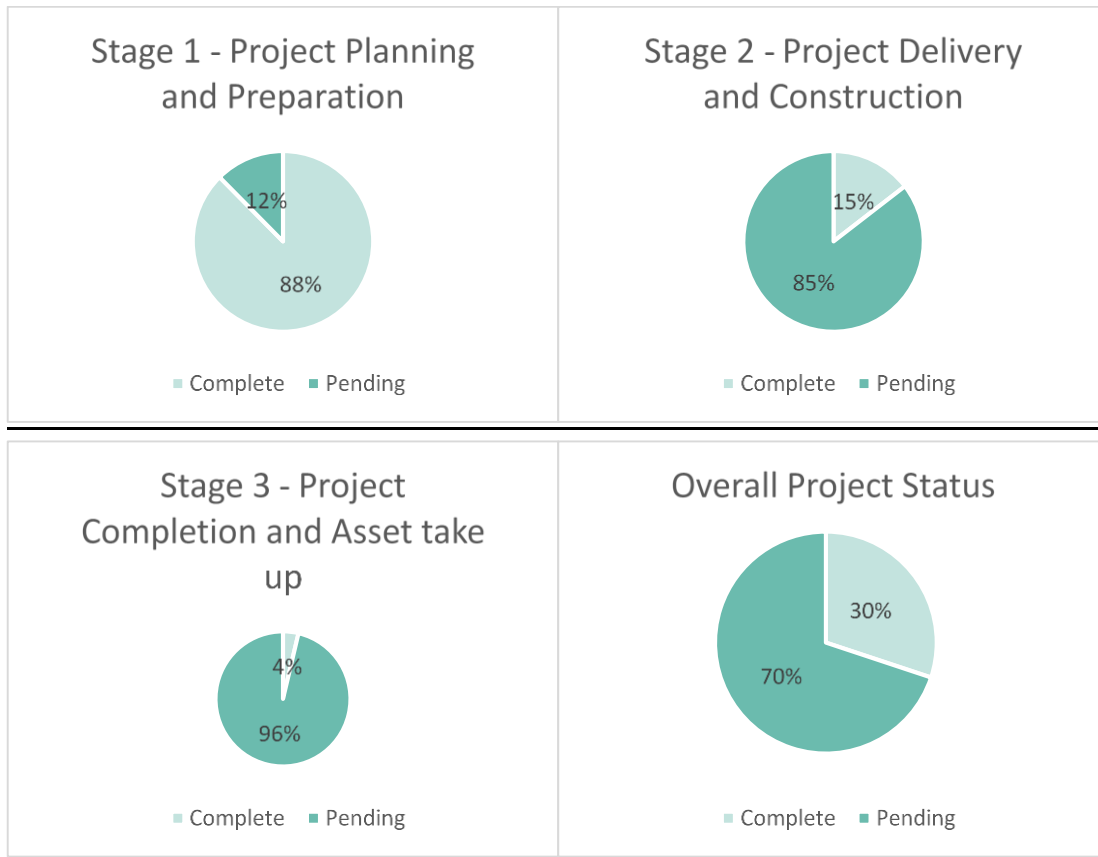 Stage 1 - Project Planning
and Preparation
12%
88%
Complete Pending
Stage 2 - Project Delivery
and Construction
15%
85%
Complete Pending
Stage 3 - Project
Completion and Asset take
up
4%
96%
Complete Pending
Overall Project Status
30%
70%
Complete Pending